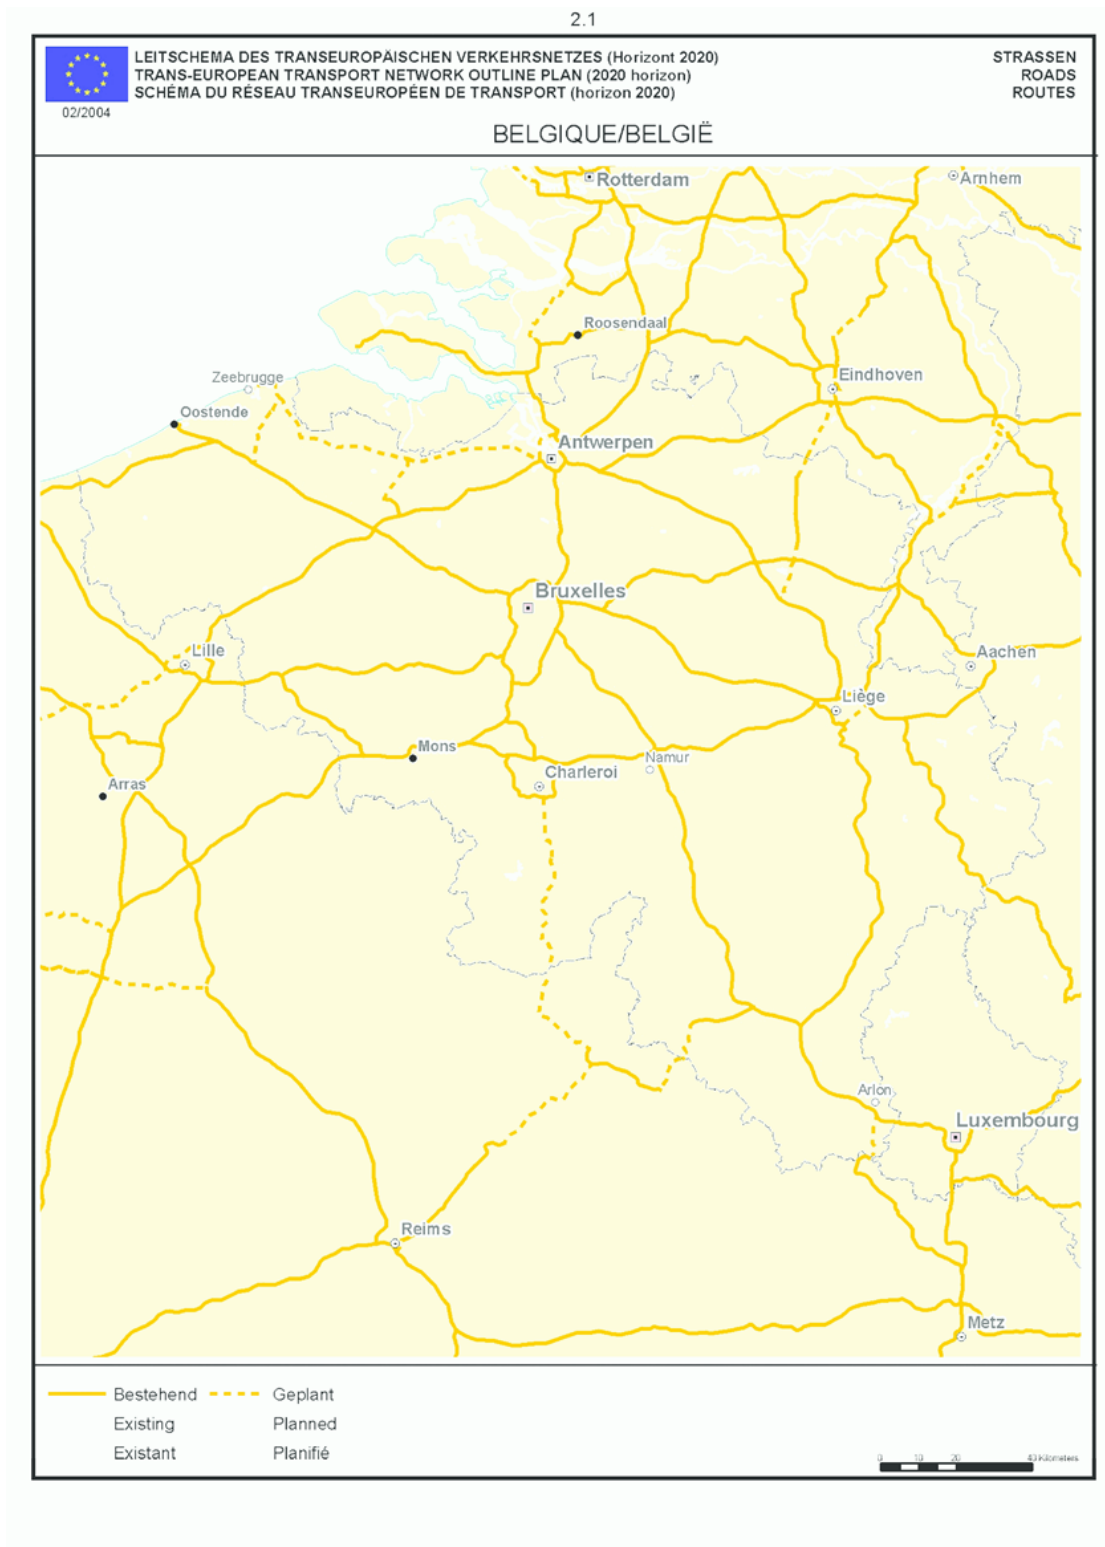 2.1
LEITSCHEMA DES TRANSEUROPÄISCHEN VERKEHRSNETZES (Horizont 2020)
TRANS-EUROPEAN TRANSPORT NETWORK OUTLINE PLAN (2020 horizon)
SCHÉMA DU RÉSEAU TRANSEUROPÉEN DE TRANSPORT (horizon 2020)
STRASSEN
ROADS
ROUTES
02/2004
BELGIQUE/BELGIË
Rotterdam
Arnhem
Roosendaal
Zeebrugge
Eindhoven
Oostende
Antwerpen
Bruxelles
Lille
Aachen
Liège
Mons
Namur
Charleroi
Arras
Arlon
Luxembourg
Reims
Metz
Bestehend Geplant
Existing Planned
Existant Planifié
0 10 20 40 Kilometers